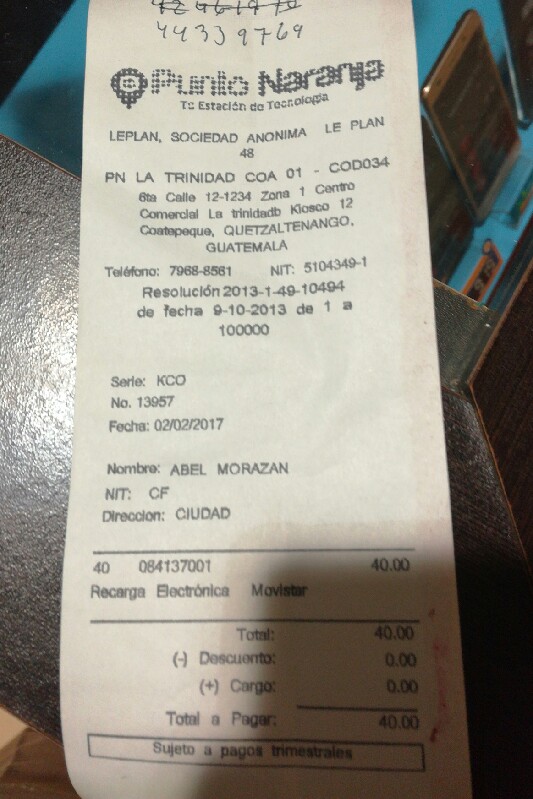 44339769
Punto Naranja
Tu Estación de Tecnología
LEPLAN, SOCIEDAD ANONIMA LE PLAN
48
PN LA TRINIDAD COA 01 - COD034
6ta Calle 12-1234 Zona 1 Centro
Comercial La trinidadb Kiosco 12
Coatepeque, QUETZALTENANGO,
GUATEMALA
Teléfono: 7968-8561 NIT: 5104349-1
Resolución 2013-1-49-10494
de fecha 9-10-2013 de 1 a
100000
Serie: KCO
No. 13957
Fecha: 02/02/2017
Nombre: ABEL MORAZAN
NIT: CF
Direccion: CIUDAD
40 084137001 40.00
Recarga Electrónica Movistar
Total: 40.00
(-) Descuento: 0.00
(+) Cargo: 0.00
Total a Pagar: 40.00
Sujeto a pagos trimestrales